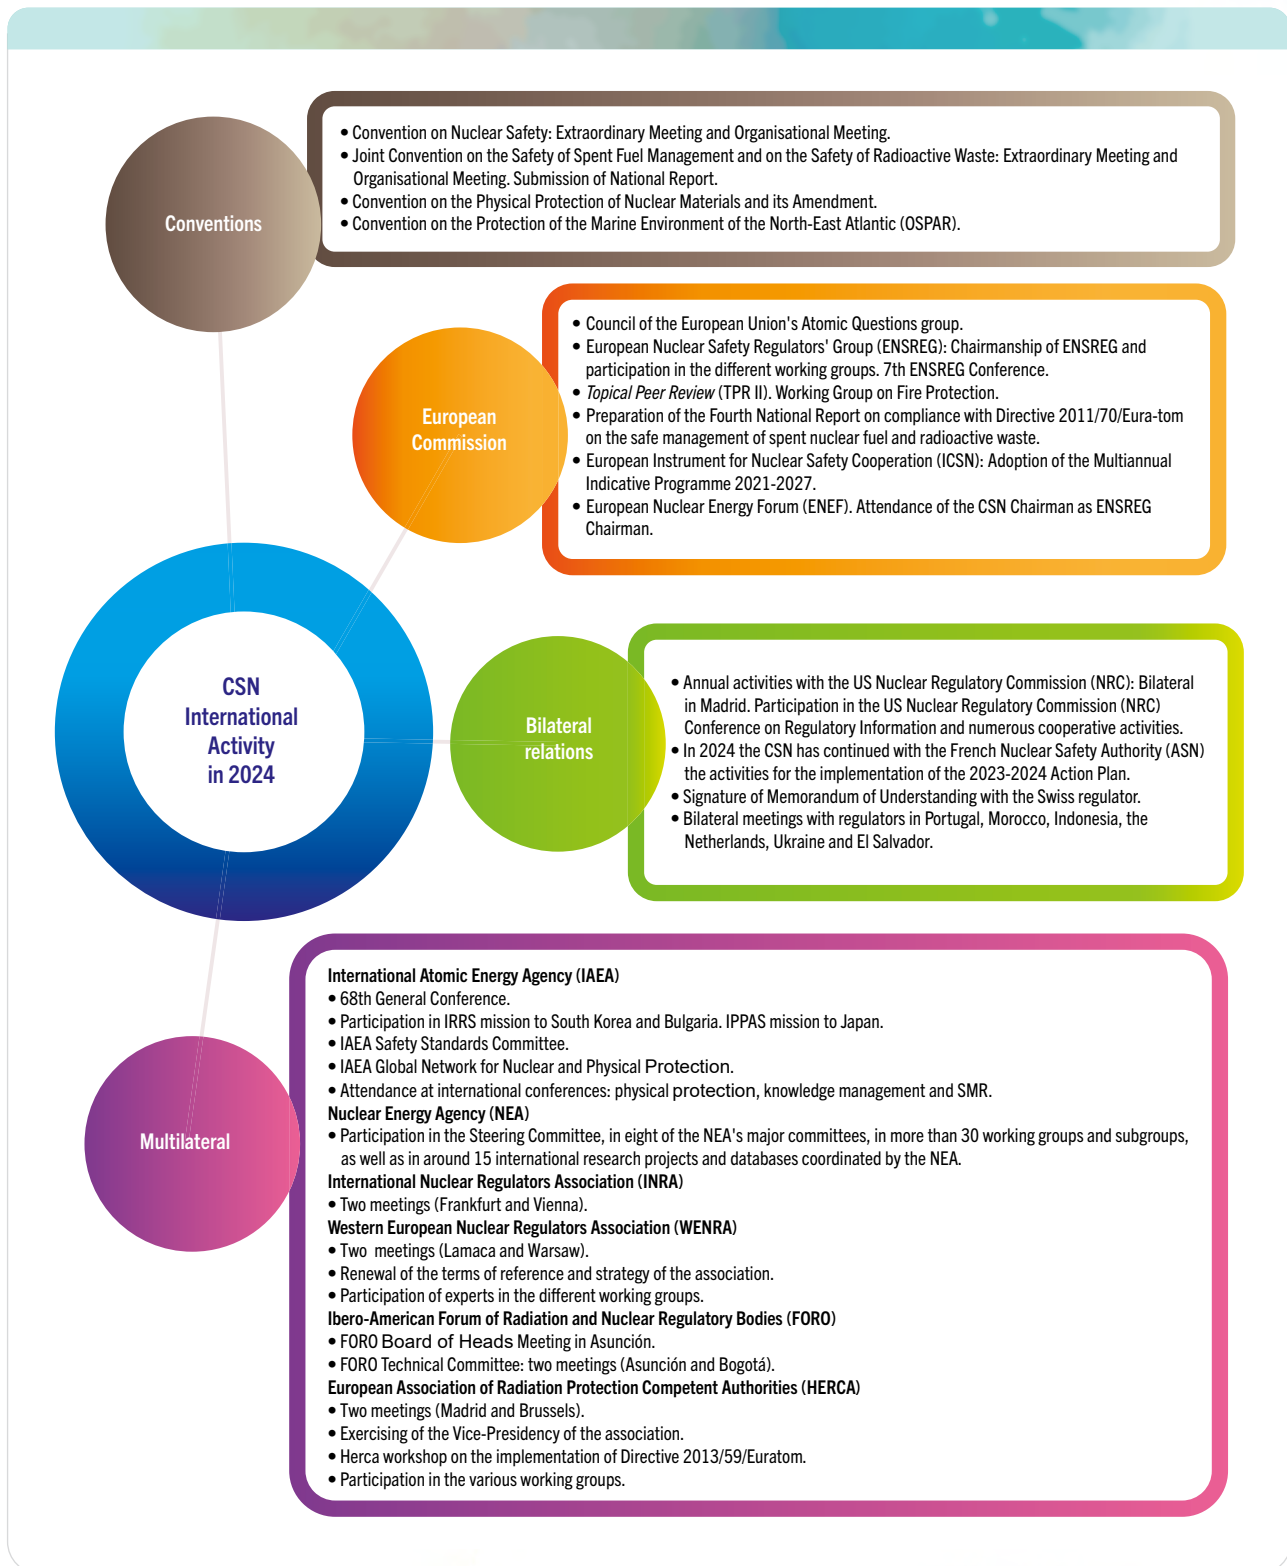 Conventions
• Convention on Nuclear Safety: Extraordinary Meeting and Organisational Meeting.
• Joint Convention on the Safety of Spent Fuel Management and on the Safety of Radioactive Waste: Extraordinary Meeting and
Organisational Meeting. Submission of National Report.
• Convention on the Physical Protection of Nuclear Materials and its Amendment.
• Convention on the Protection of the Marine Environment of the North-East Atlantic (OSPAR).
European
Commission
• Council of the European Union's Atomic Questions group.
• European Nuclear Safety Regulators' Group (ENSREG): Chairmanship of ENSREG and
participation in the different working groups. 7th ENSREG Conference.
• Topical Peer Review (TPR II). Working Group on Fire Protection.
• Preparation of the Fourth National Report on compliance with Directive 2011/70/Eura-tom
on the safe management of spent nuclear fuel and radioactive waste.
• European Instrument for Nuclear Safety Cooperation (ICSN): Adoption of the Multiannual
Indicative Programme 2021-2027.
• European Nuclear Energy Forum (ENEF). Attendance of the CSN Chairman as ENSREG
Chairman.
CSN
International
Activity
in 2024
Bilateral
relations
• Annual activities with the US Nuclear Regulatory Commission (NRC): Bilateral
in Madrid. Participation in the US Nuclear Regulatory Commission (NRC)
Conference on Regulatory Information and numerous cooperative activities.
• In 2024 the CSN has continued with the French Nuclear Safety Authority (ASN)
the activities for the implementation of the 2023-2024 Action Plan.
• Signature of Memorandum of Understanding with the Swiss regulator.
• Bilateral meetings with regulators in Portugal, Morocco, Indonesia, the
Netherlands, Ukraine and El Salvador.
Multilateral
International Atomic Energy Agency (IAEA)
• 68th General Conference.
• Participation in IRRS mission to South Korea and Bulgaria. IPPAS mission to Japan.
• IAEA Safety Standards Committee.
• IAEA Global Network for Nuclear and Physical Protection.
• Attendance at international conferences: physical protection, knowledge management and SMR.
Nuclear Energy Agency (NEA)
• Participation in the Steering Committee, in eight of the NEA's major committees, in more than 30 working groups and subgroups,
as well as in around 15 international research projects and databases coordinated by the NEA.
International Nuclear Regulators Association (INRA)
• Two meetings (Frankfurt and Vienna).
Western European Nuclear Regulators Association (WENRA)
• Two meetings (Lamaca and Warsaw).
• Renewal of the terms of reference and strategy of the association.
• Participation of experts in the different working groups.
Ibero-American Forum of Radiation and Nuclear Regulatory Bodies (FORO)
• FORO Board of Heads Meeting in Asunción.
• FORO Technical Committee: two meetings (Asunción and Bogotá).
European Association of Radiation Protection Competent Authorities (HERCA)
• Two meetings (Madrid and Brussels).
• Exercising of the Vice-Presidency of the association.
• Herca workshop on the implementation of Directive 2013/59/Euratom.
• Participation in the various working groups.